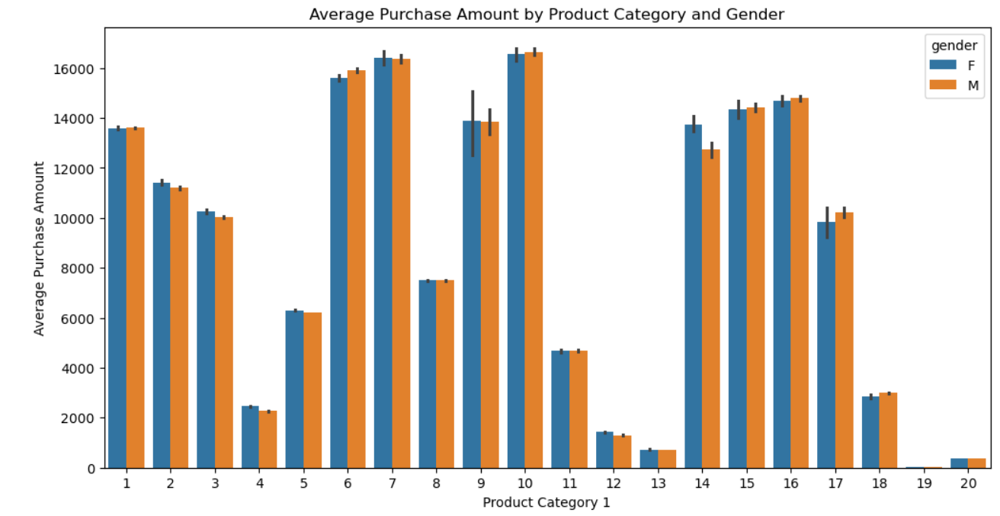 Average Purchase Amount by Product Category and Gender
gender
F
M
Average Purchase Amount
16000
14000
12000
10000
8000
6000
4000
2000
0
1 2 3 4 5 6 7 8 9 10 11 12 13 14 15 16 17 18 19 20
Product Category 1